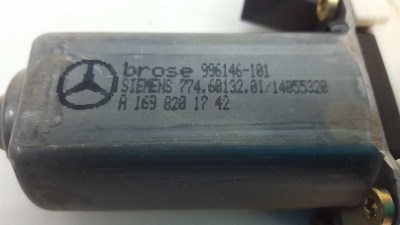 brose 996146-101
SIEMENS 774.60132.01/14055320
A 169 820 17 42